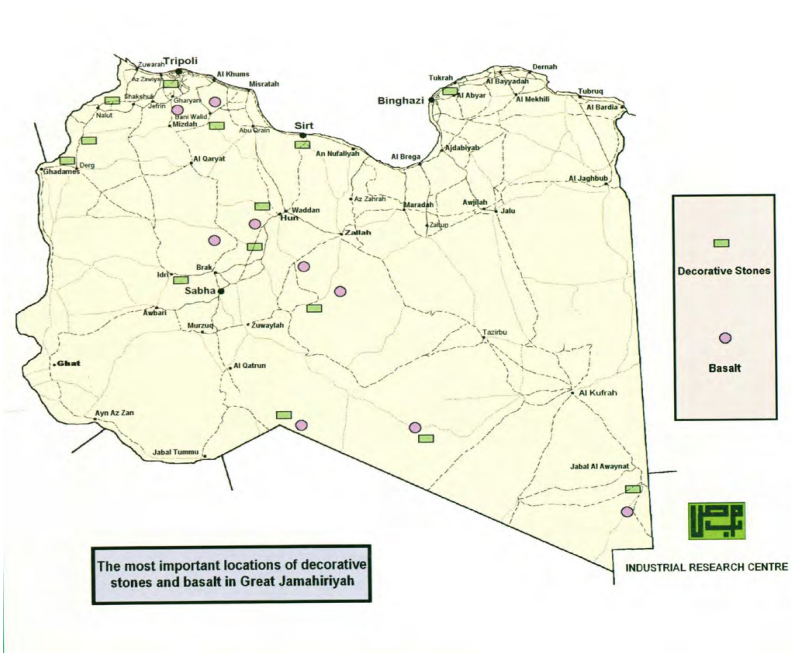 Zuwarah
Tripoli
Az Zawiyah
Al Khums
Misratah
Shakshuk
Jefrin
Gharyan
Nalut
Bani Walid
Mizdah
Abu Qrain
Sirt
Derg
Ghadames
Al Qaryat
An Nufaliyah
Tukrah
Dernah
Al Bayyadah
Binghazi
Al Abyar
Al Mekhili
Tubruq
Al Bardia
Ajdabiyah
Al Brega
Al Jaghbub
Az Zahrah
Maradah
Awjilah
Jalu
Waddan
Hun
Zallah
Idri
Brak
Sabha
Awbari
Murzuq
Zuwaylah
Ghat
Al Qatrun
Tazirbu
Al Kufrah
Ayn Az Zan
Jabal Tummu
Jabal Al Awaynat
Decorative Stones
Basalt
The most important locations of decorative
stones and basalt in Great Jamahiriyah
INDUSTRIAL RESEARCH CENTRE